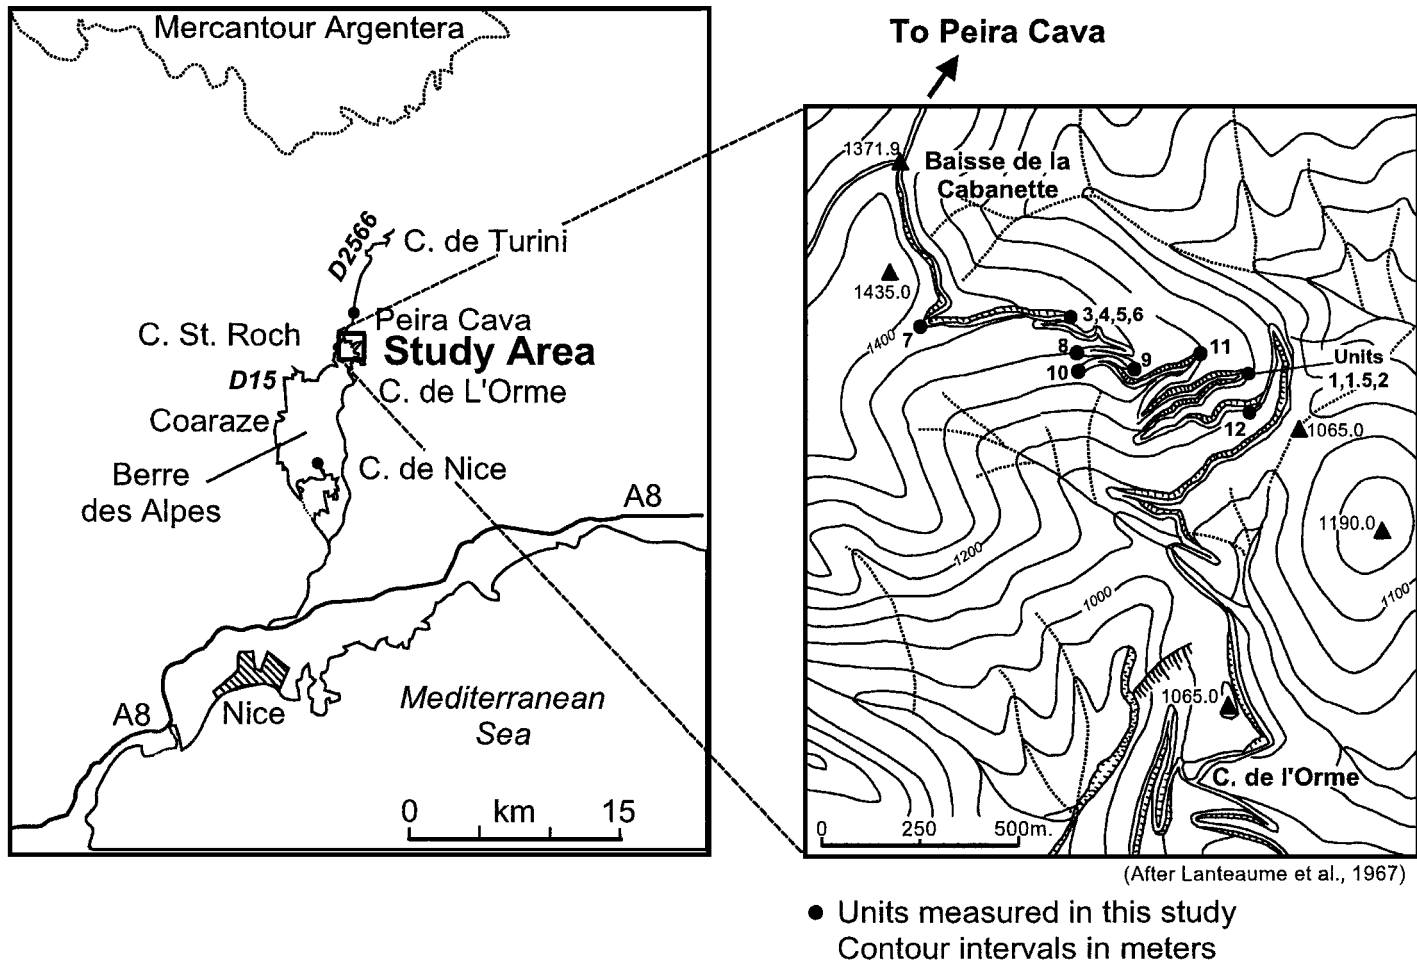 Mercantour Argentera
D2566
C. de Turini
Peira Cava
C. St. Roch
Study Area
D15
C. de L'Orme
Coaraze
C. de Nice
Berre
des Alpes
A8
Mediterranean
Sea
A8
Nice
0 km 15
To Peira Cava
1371.9
Baisse de la
Cabanette
1435.0
3,4,5,6
7
1400
8
9
11
10
Units
1,1.5,2
12
1065.0
1190.0
1200
1000
1100
1065.0
C. de l'Orme
0 250 500m.
(After Lanteaume et al., 1967)
Units measured in this study
Contour intervals in meters